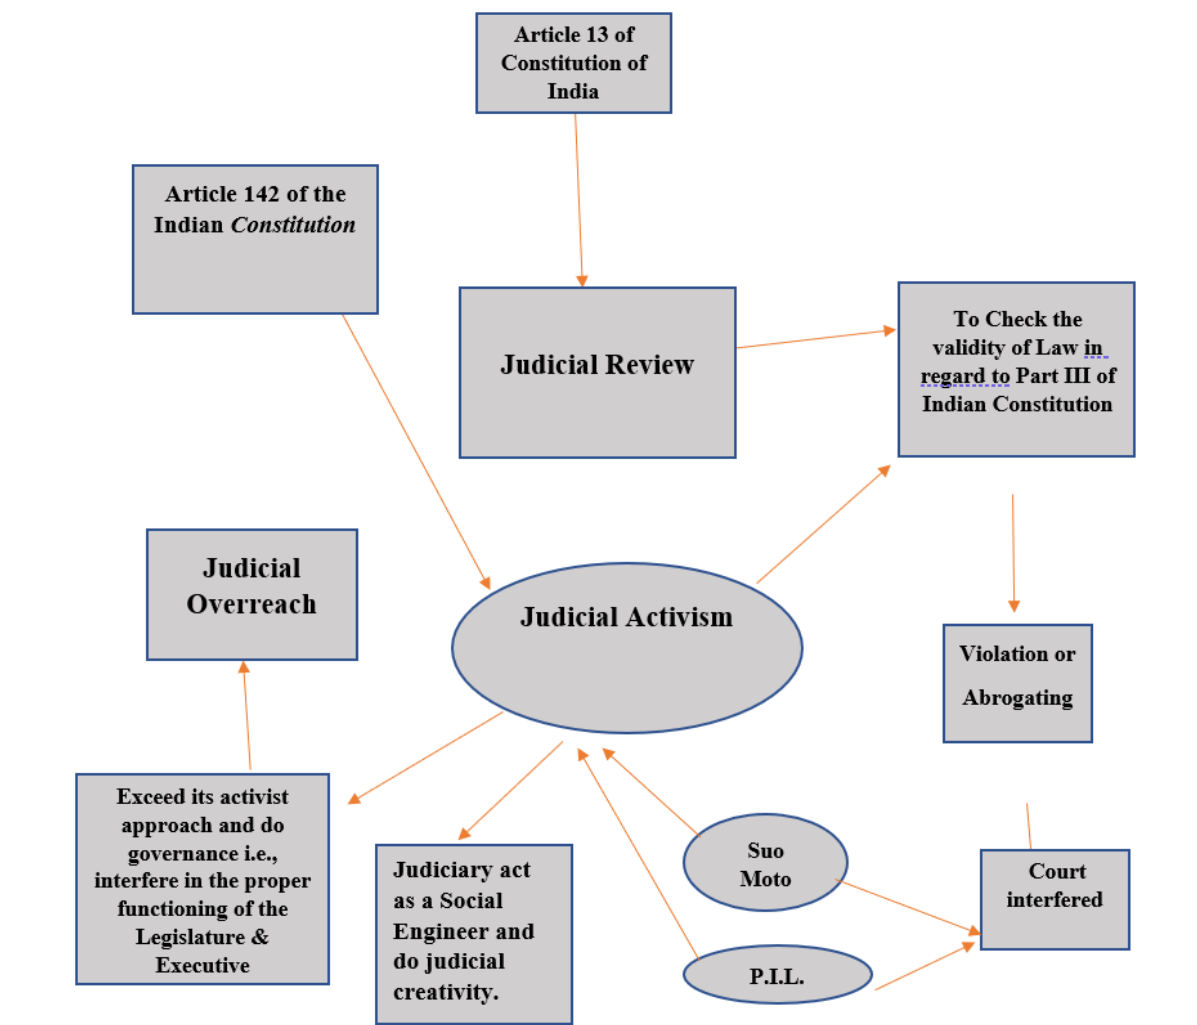 Article 13 of
Constitution of
India
Article 142 of the
Indian Constitution
Judicial Review
To Check the
validity of Law in
regard to Part III of
Indian Constitution
Judicial
Overreach
Judicial Activism
Violation or
Abrogating
Exceed its activist
approach and do
governance i.e.,
interfere in the proper
functioning of the
Legislature &
Executive
Judiciary act
as a Social
Engineer and
do judicial
creativity.
Suo
Moto
Court
interfered
P.I.L.